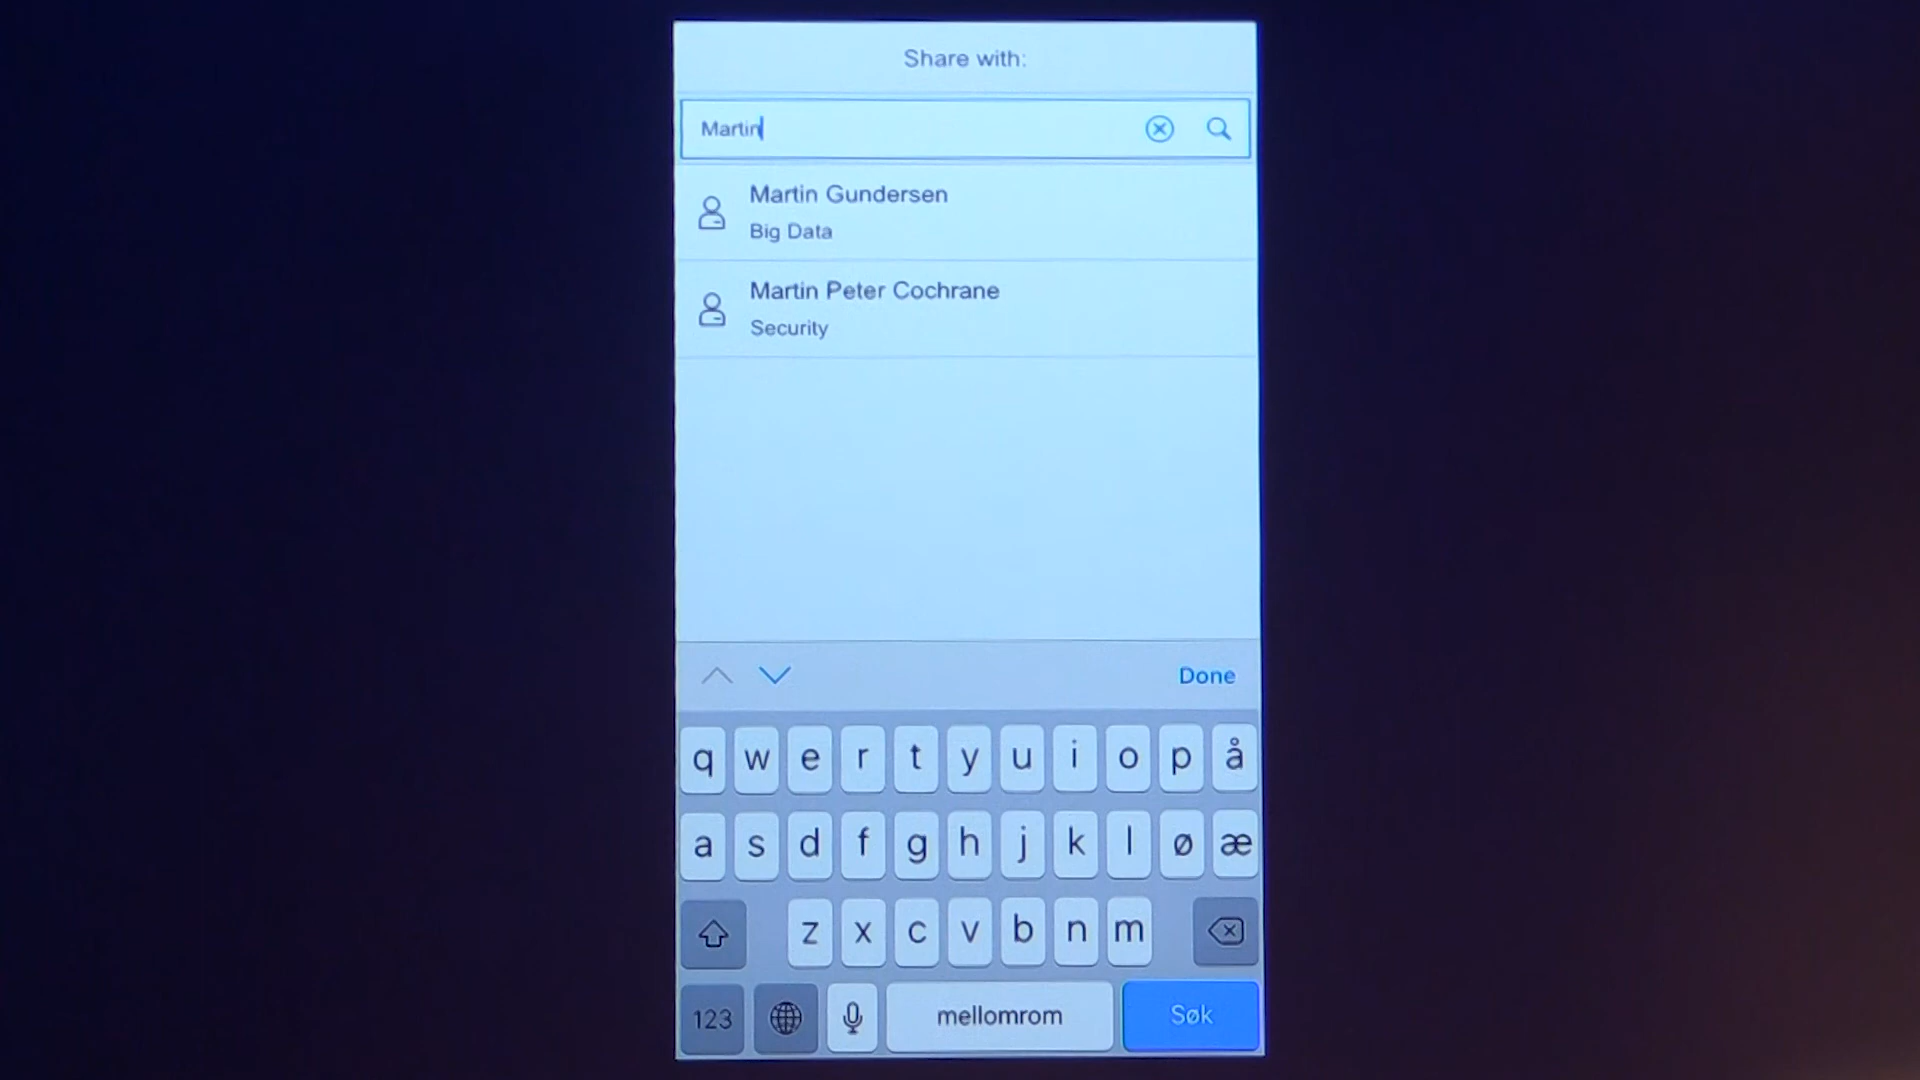 Share with:
Martin
Martin Gundersen
Big Data
Martin Peter Cochrane
Security
Done
q w e r t y u i o p å
a s d f g h j k l ø æ
z x c v b n m
123 mellomrom Søk